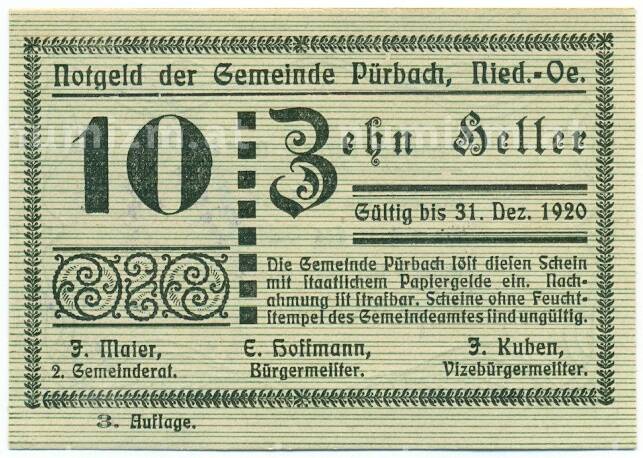 Notgeld der Gemeinde Pürbach, Nied.-Oe.
10 Zehn Heller
Gültig bis 31. Dez. 1920
Die Gemeinde Pürbach löst diesen Schein
mit staatlichem Papiergelde ein. Nach-
ahmung ist strafbar. Scheine ohne Feucht-
stempel des Gemeindeamtes sind ungültig.
J. Maier, E. Hoffmann, J. Kuben,
2. Gemeinderat. Bürgermeister. Vizebürgermeister.
3. Auflage.